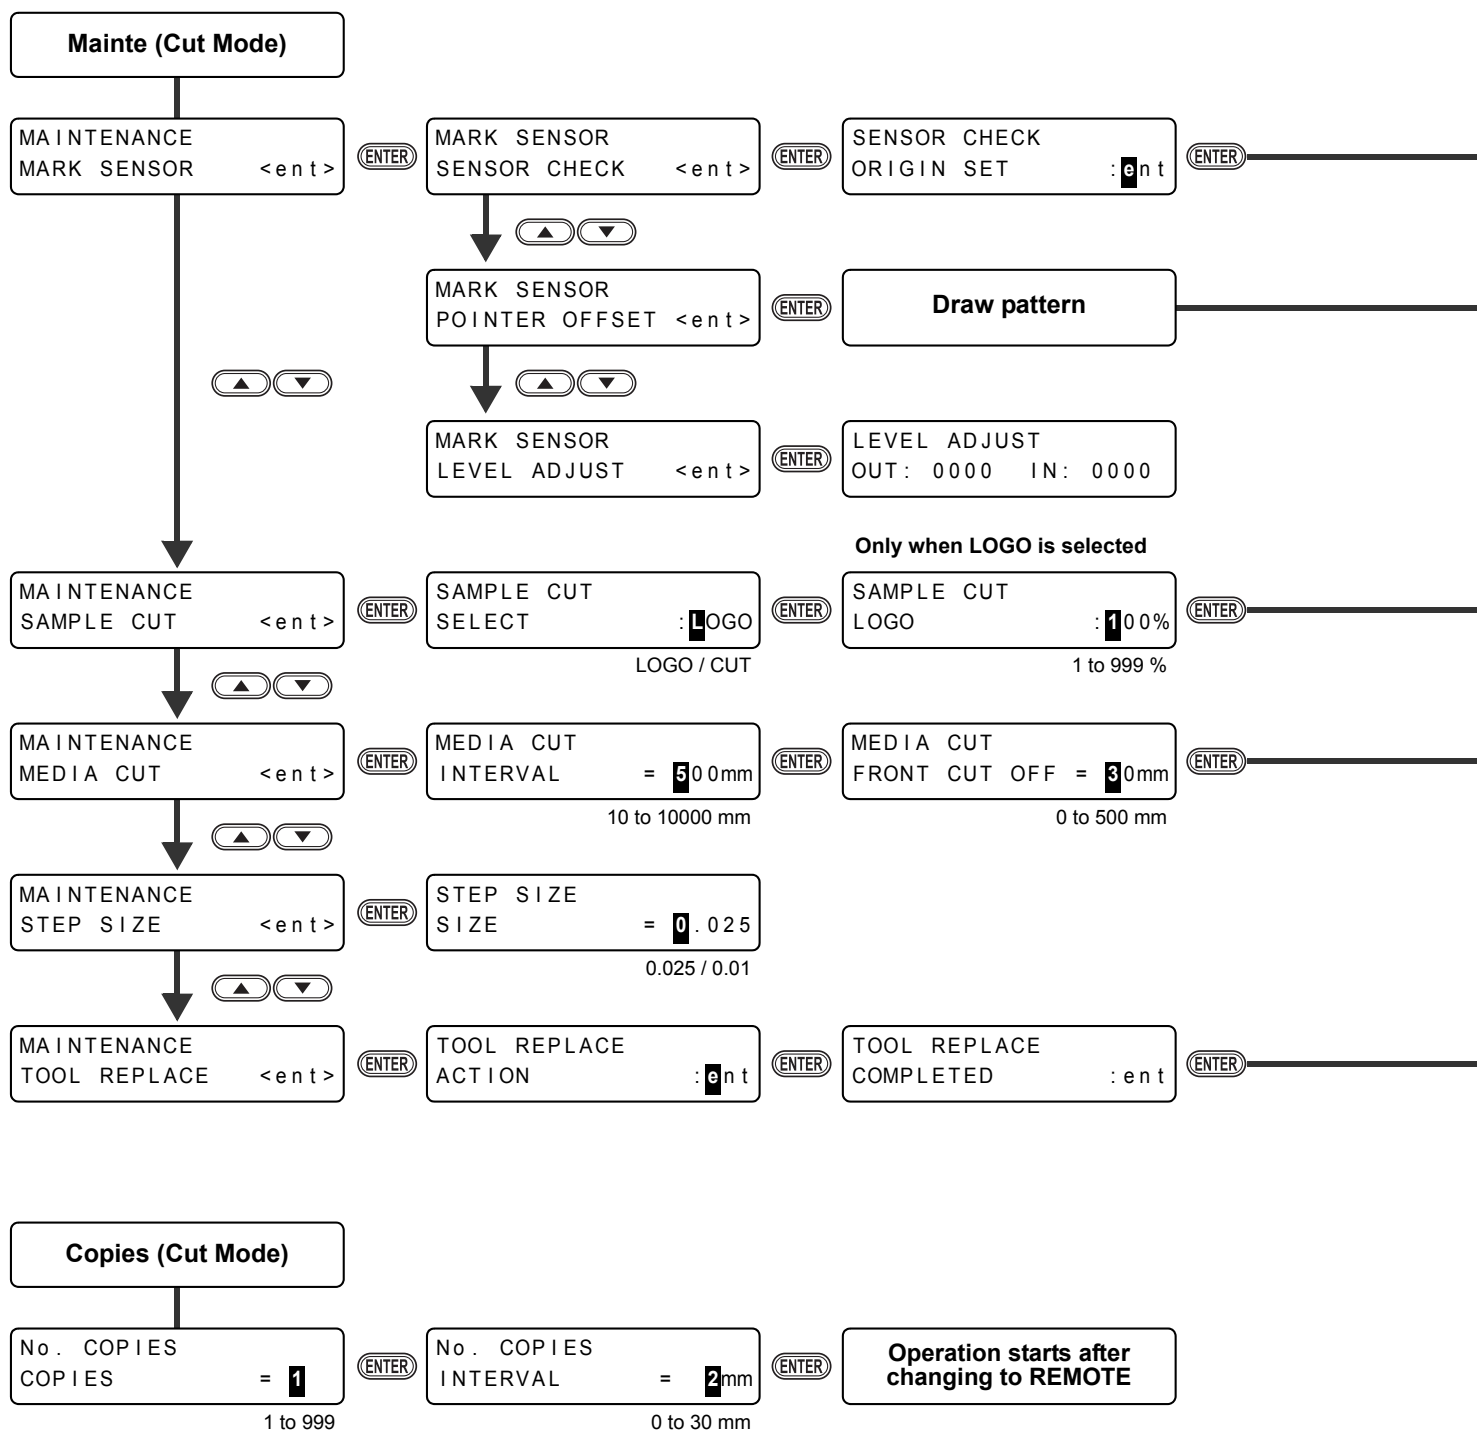 Mainte (Cut Mode)
MAINTENANCE
MARK SENSOR <ent>
ENTER
MARK SENSOR
SENSOR CHECK <ent>
ENTER
SENSOR CHECK
ORIGIN SET :ent
ENTER
MARK SENSOR
POINTER OFFSET <ent>
ENTER
Draw pattern
MARK SENSOR
LEVEL ADJUST <ent>
ENTER
LEVEL ADJUST
OUT: 0000 IN: 0000
Only when LOGO is selected
MAINTENANCE
SAMPLE CUT <ent>
ENTER
SAMPLE CUT
SELECT :LOGO
LOGO / CUT
ENTER
SAMPLE CUT
LOGO :100%
1 to 999 %
ENTER
MAINTENANCE
MEDIA CUT <ent>
ENTER
MEDIA CUT
INTERVAL = 500mm
10 to 10000 mm
ENTER
MEDIA CUT
FRONT CUT OFF = 30mm
0 to 500 mm
ENTER
MAINTENANCE
STEP SIZE <ent>
ENTER
STEP SIZE
SIZE = 0.025
0.025 / 0.01
MAINTENANCE
TOOL REPLACE <ent>
ENTER
TOOL REPLACE
ACTION :ent
ENTER
TOOL REPLACE
COMPLETED :ent
ENTER
Copies (Cut Mode)
No. COPIES
COPIES = 1
1 to 999
ENTER
No. COPIES
INTERVAL = 2mm
0 to 30 mm
ENTER
Operation starts after
changing to REMOTE